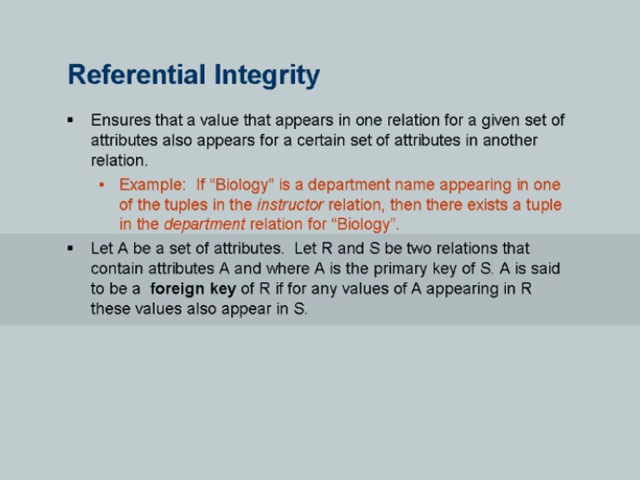 Referential Integrity
▪ Ensures that a value that appears in one relation for a given set of
attributes also appears for a certain set of attributes in another
relation.
• Example: If “Biology” is a department name appearing in one
of the tuples in the instructor relation, then there exists a tuple
in the department relation for “Biology”.
▪ Let A be a set of attributes. Let R and S be two relations that
contain attributes A and where A is the primary key of S. A is said
to be a foreign key of R if for any values of A appearing in R
these values also appear in S.